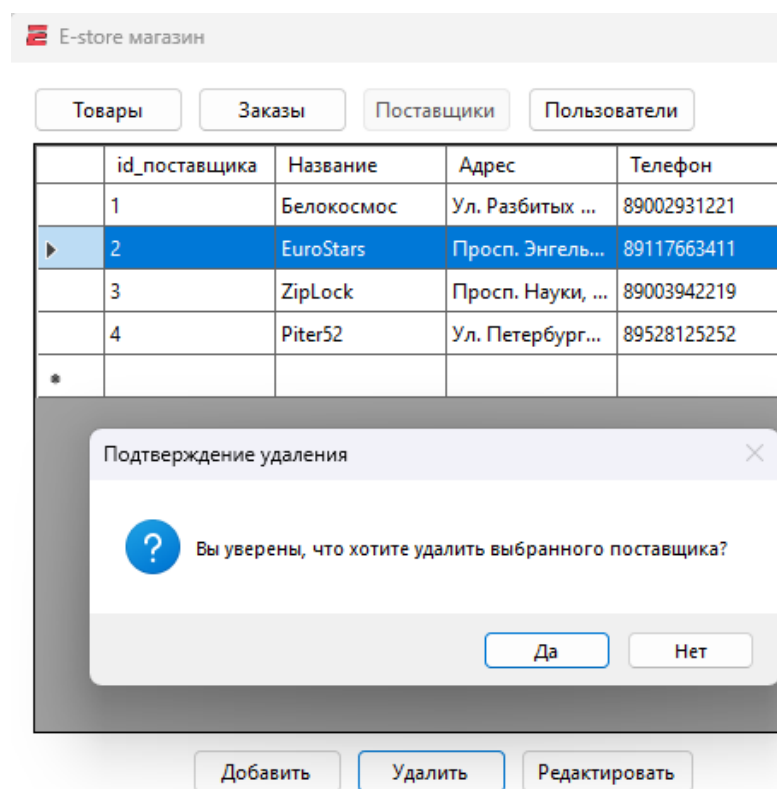 E-store магазин
Товары Заказы Поставщики Пользователи
id_поставщика Название Адрес Телефон
1 Белокосмос Ул. Разбитых ... 89002931221
2 EuroStars Просп. Энгель... 89117663411
3 ZipLock Просп. Науки, ... 89003942219
4 Piter52 Ул. Петербург... 89528125252
Подтверждение удаления
Вы уверены, что хотите удалить выбранного поставщика?
Да Нет
Добавить Удалить Редактировать